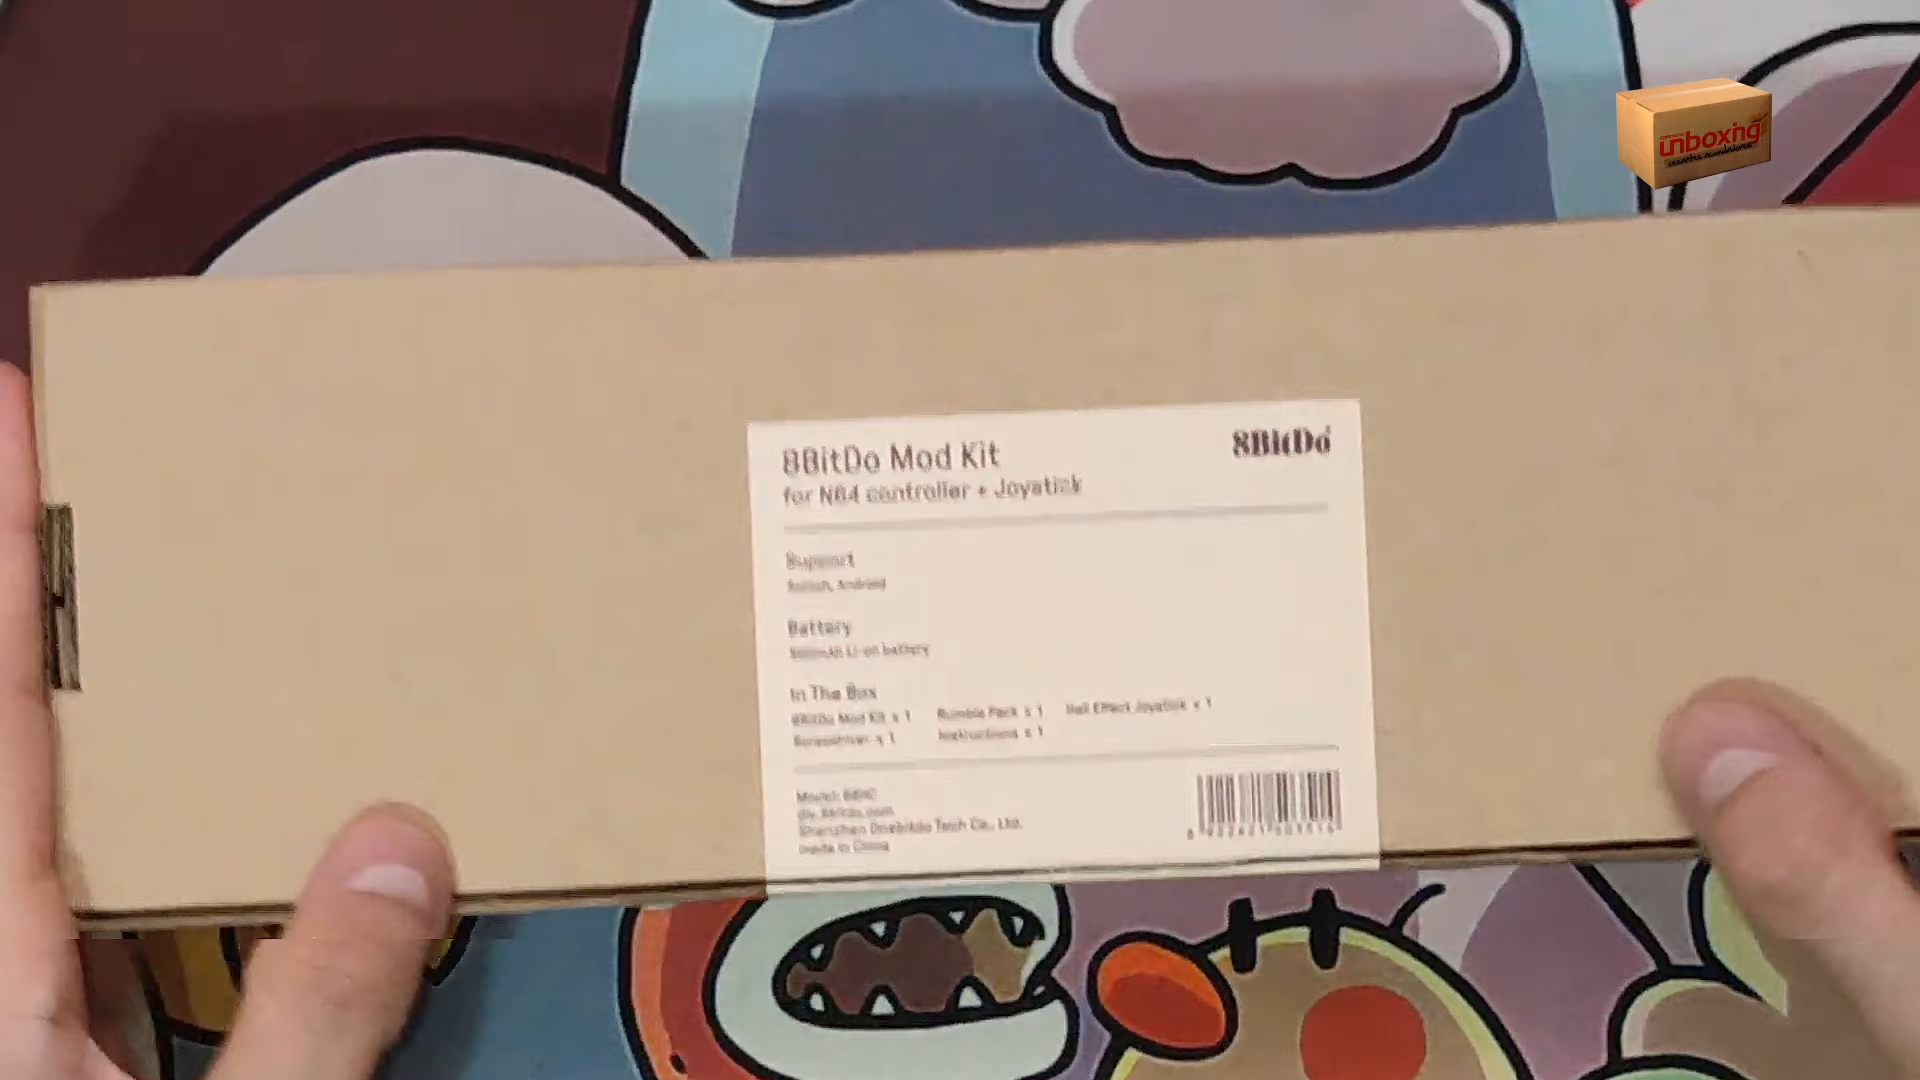 unboxing
8BitDo Mod Kit
8BitDo
for N64 controller + Joystick
Support
Switch, Android
Battery
Li-on battery
In The Box
8BitDo Mod Kit x 1 Rumble Pack x 1 Hall Effect Joystick x 1
Screwdriver x 1 Instructions x 1
Model:
Shenzhen 8bitdo Tech Co., Ltd.
made in China